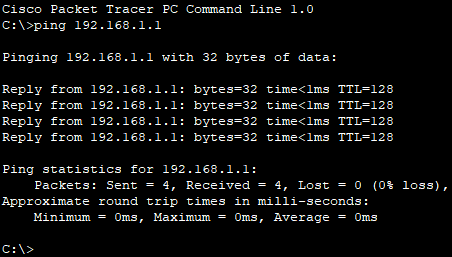 Cisco Packet Tracer PC Command Line 1.0
C:\>ping 192.168.1.1
Pinging 192.168.1.1 with 32 bytes of data:
Reply from 192.168.1.1: bytes=32 time<1ms TTL=128
Reply from 192.168.1.1: bytes=32 time<1ms TTL=128
Reply from 192.168.1.1: bytes=32 time<1ms TTL=128
Reply from 192.168.1.1: bytes=32 time<1ms TTL=128
Ping statistics for 192.168.1.1:
    Packets: Sent = 4, Received = 4, Lost = 0 (0% loss),
Approximate round trip times in milli-seconds:
    Minimum = 0ms, Maximum = 0ms, Average = 0ms
C:\>